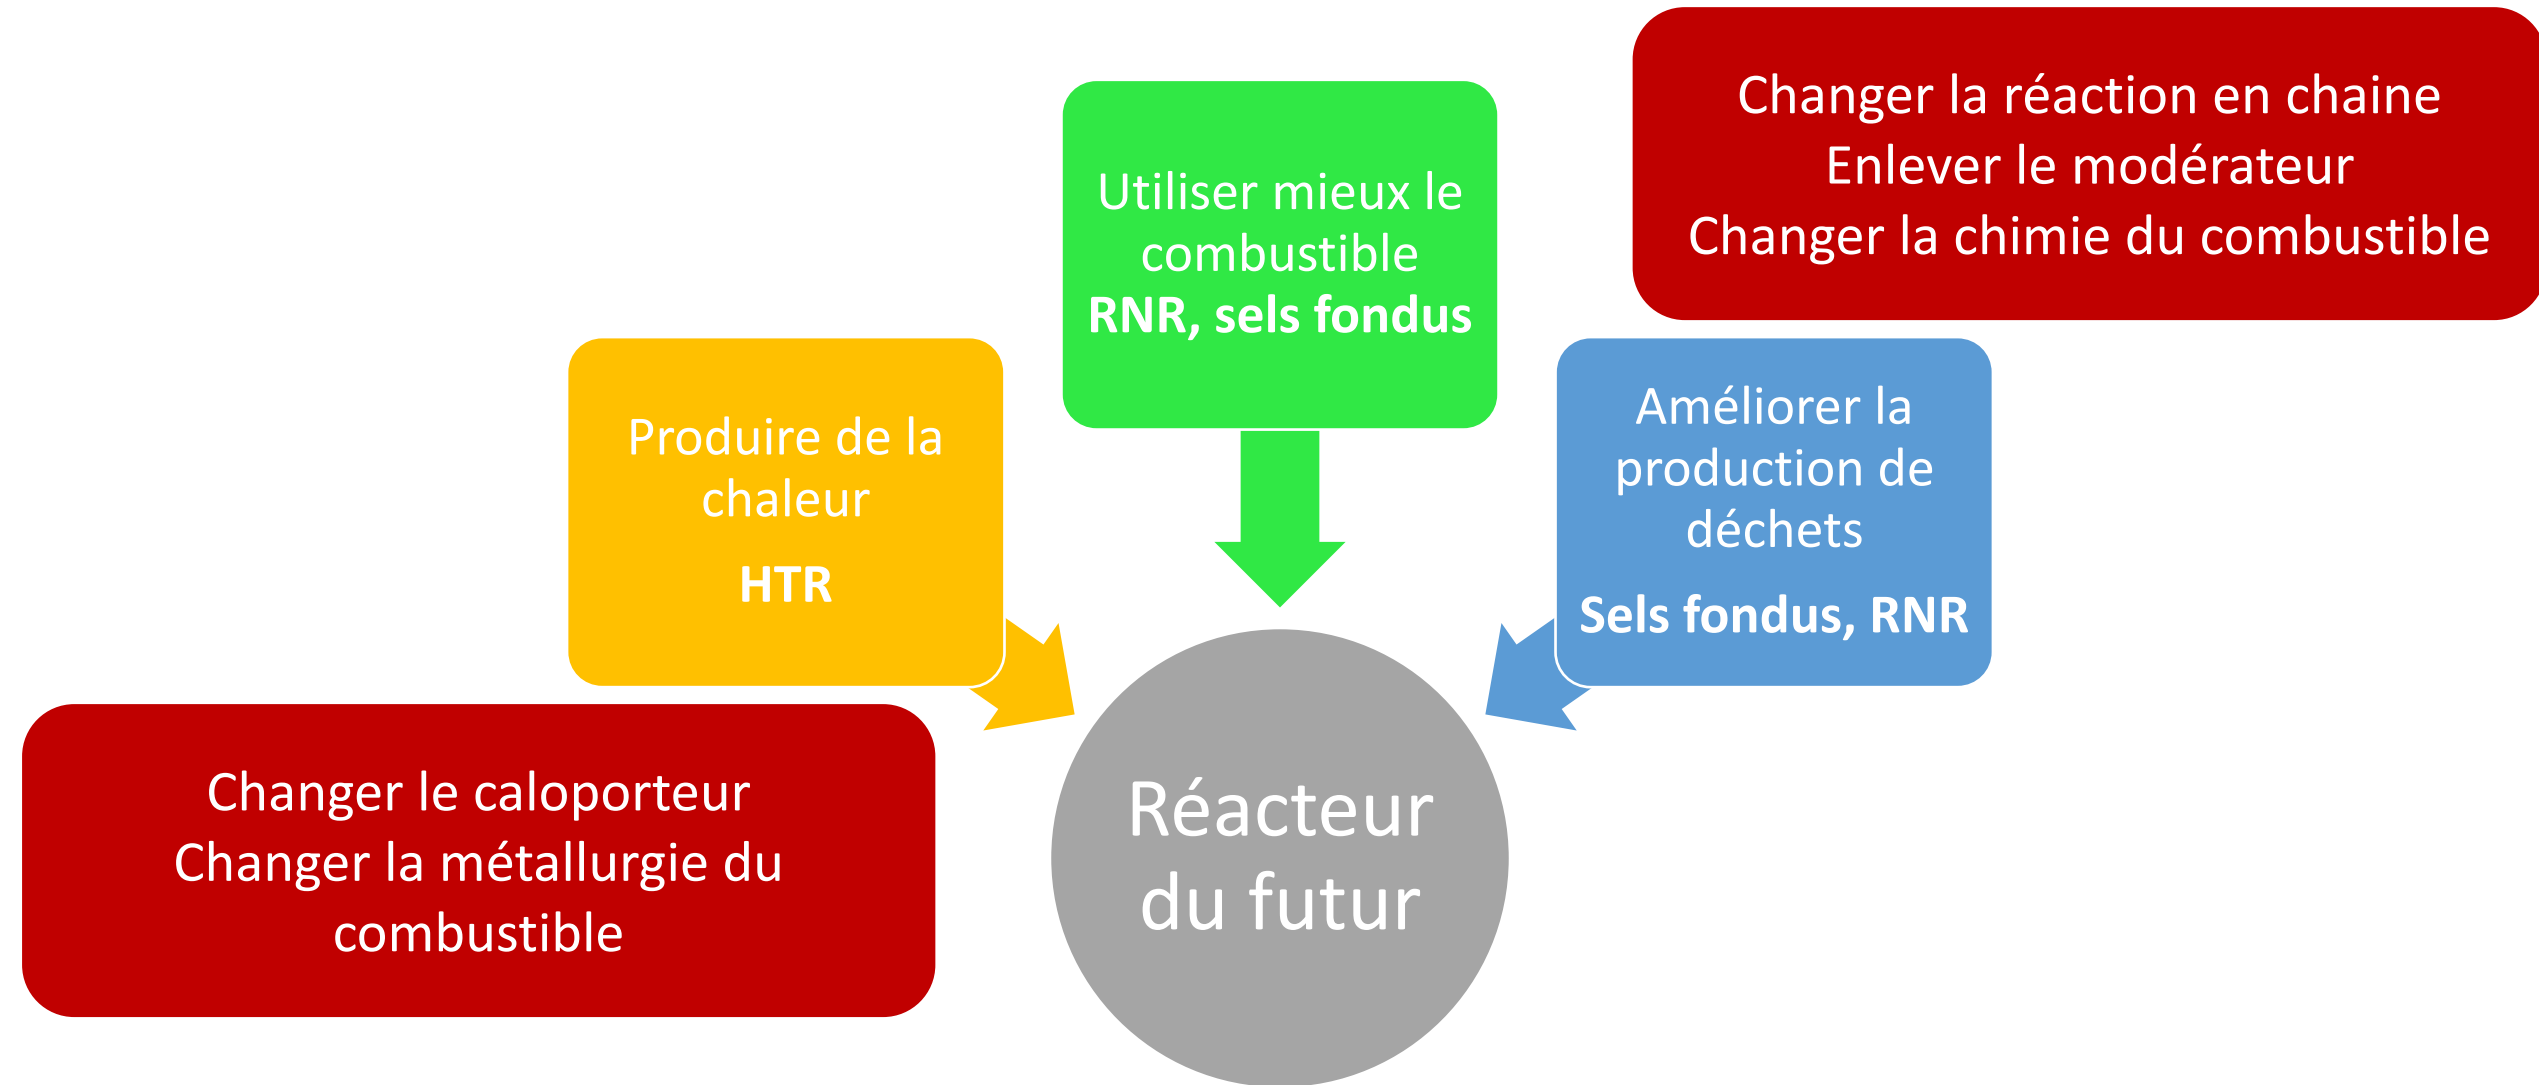 Changer la réaction en chaine
Enlever le modérateur
Changer la chimie du combustible
Utiliser mieux le
combustible
RNR, sels fondus
Produire de la
chaleur
HTR
Améliorer la
production de
déchets
Sels fondus, RNR
Changer le caloporteur
Changer la métallurgie du
combustible
Réacteur
du futur